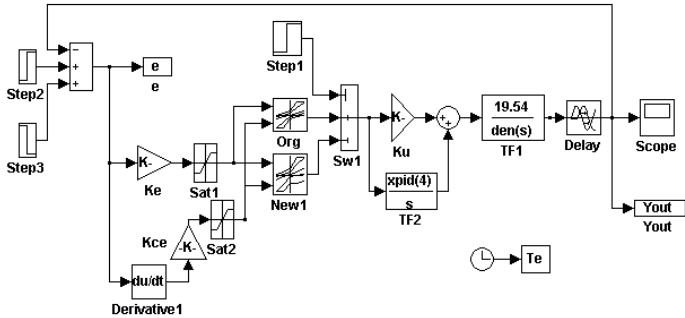 −
+
+
Step2
Step3
e
e
Step1
Org
Sw1
K-
Ke
Sat1
New1
K-
Ku
+
+
19.54
den(s)
TF1
Delay
Scope
xpid(4)
s
TF2
Yout
Yout
-K-
Kce
Sat2
du/dt
Derivative1
Te